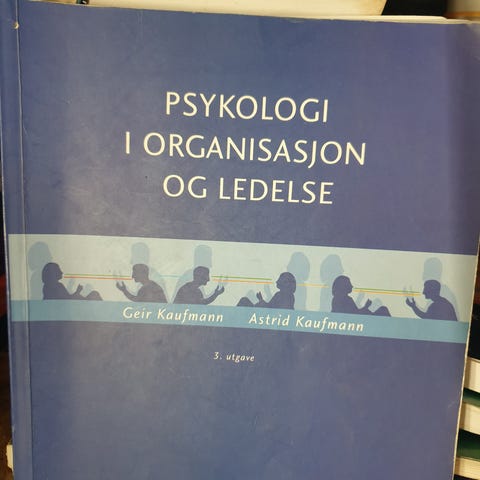 PSYKOLOGI
I ORGANISASJON
OG LEDELSE
Geir Kaufmann Astrid Kaufmann
3. utgave